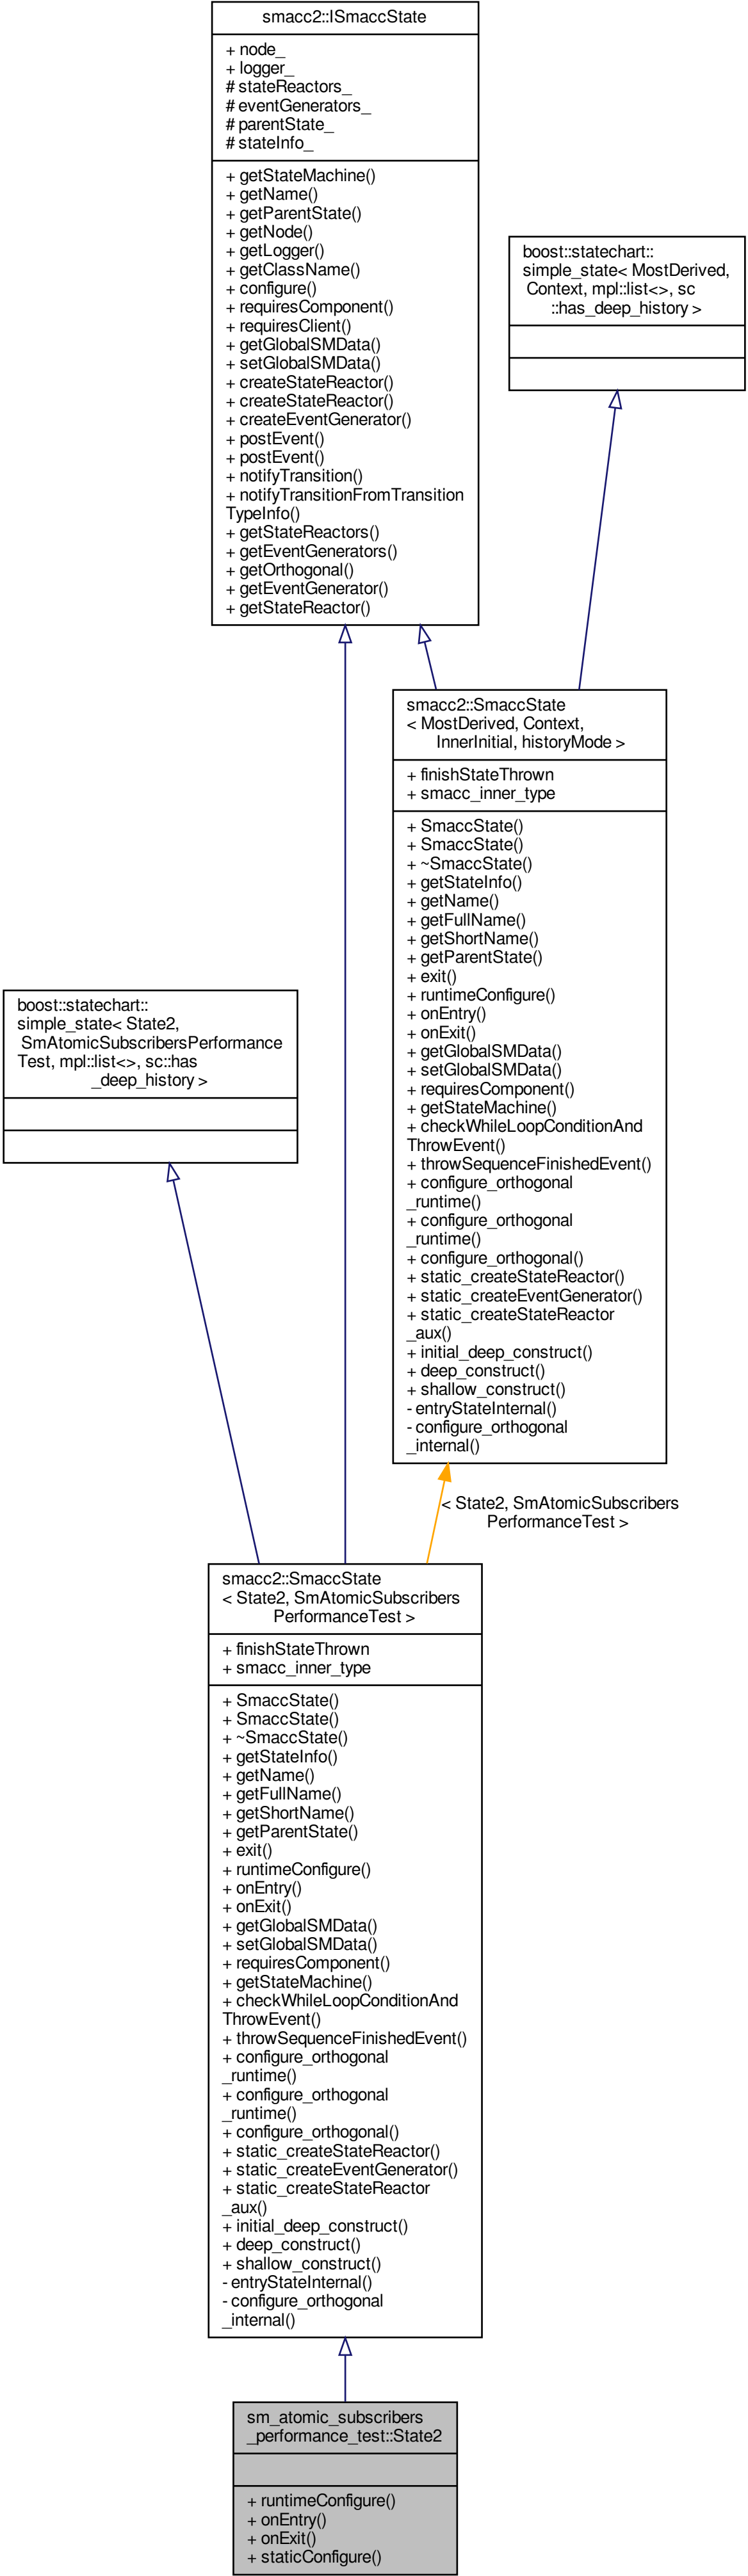 smacc2::ISmaccState
+ node_
+ logger_
# stateReactors_
# eventGenerators_
# parentState_
# stateInfo_
+ getStateMachine()
+ getName()
+ getParentState()
+ getNode()
+ getLogger()
+ getClassName()
+ configure()
+ requiresComponent()
+ requiresClient()
+ getGlobalSMData()
+ setGlobalSMData()
+ createStateReactor()
+ createStateReactor()
+ createEventGenerator()
+ postEvent()
+ postEvent()
+ notifyTransition()
+ notifyTransitionFromTransition
TypeInfo()
+ getStateReactors()
+ getEventGenerators()
+ getOrthogonal()
+ getEventGenerator()
+ getStateReactor()
boost::statechart::
simple_state< MostDerived,
Context, mpl::list<>, sc
::has_deep_history >
smacc2::SmaccState
< MostDerived, Context,
InnerInitial, historyMode >
+ finishStateThrown
+ smacc_inner_type
+ SmaccState()
+ SmaccState()
+ ~SmaccState()
+ getStateInfo()
+ getName()
+ getFullName()
+ getShortName()
+ getParentState()
+ exit()
+ runtimeConfigure()
+ onEntry()
+ onExit()
+ getGlobalSMData()
+ setGlobalSMData()
+ requiresComponent()
+ getStateMachine()
+ checkWhileLoopConditionAnd
ThrowEvent()
+ throwSequenceFinishedEvent()
+ configure_orthogonal
_runtime()
+ configure_orthogonal
_runtime()
+ configure_orthogonal()
+ static_createStateReactor()
+ static_createEventGenerator()
+ static_createStateReactor
_aux()
+ initial_deep_construct()
+ deep_construct()
+ shallow_construct()
- entryStateInternal()
- configure_orthogonal
_internal()
boost::statechart::
simple_state< State2,
SmAtomicSubscribersPerformance
Test, mpl::list<>, sc::has
_deep_history >
< State2, SmAtomicSubscribers
PerformanceTest >
smacc2::SmaccState
< State2, SmAtomicSubscribers
PerformanceTest >
+ finishStateThrown
+ smacc_inner_type
+ SmaccState()
+ SmaccState()
+ ~SmaccState()
+ getStateInfo()
+ getName()
+ getFullName()
+ getShortName()
+ getParentState()
+ exit()
+ runtimeConfigure()
+ onEntry()
+ onExit()
+ getGlobalSMData()
+ setGlobalSMData()
+ requiresComponent()
+ getStateMachine()
+ checkWhileLoopConditionAnd
ThrowEvent()
+ throwSequenceFinishedEvent()
+ configure_orthogonal
_runtime()
+ configure_orthogonal
_runtime()
+ configure_orthogonal()
+ static_createStateReactor()
+ static_createEventGenerator()
+ static_createStateReactor
_aux()
+ initial_deep_construct()
+ deep_construct()
+ shallow_construct()
- entryStateInternal()
- configure_orthogonal
_internal()
sm_atomic_subscribers
_performance_test::State2
+ runtimeConfigure()
+ onEntry()
+ onExit()
+ staticConfigure()